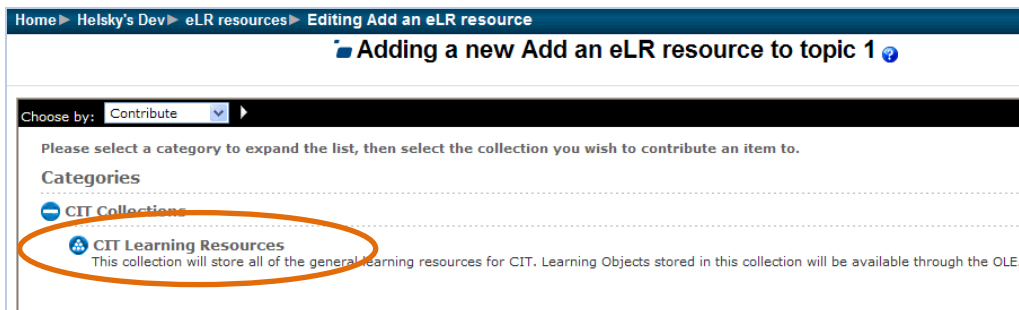 Home► Helsky's Dev► eLR resources► Editing Add an eLR resource
Adding a new Add an eLR resource to topic 1
Choose by: Contribute
Please select a category to expand the list, then select the collection you wish to contribute an item to.
Categories
CIT Collections
CIT Learning Resources
This collection will store all of the general learning resources for CIT. Learning Objects stored in this collection will be available through the OLE